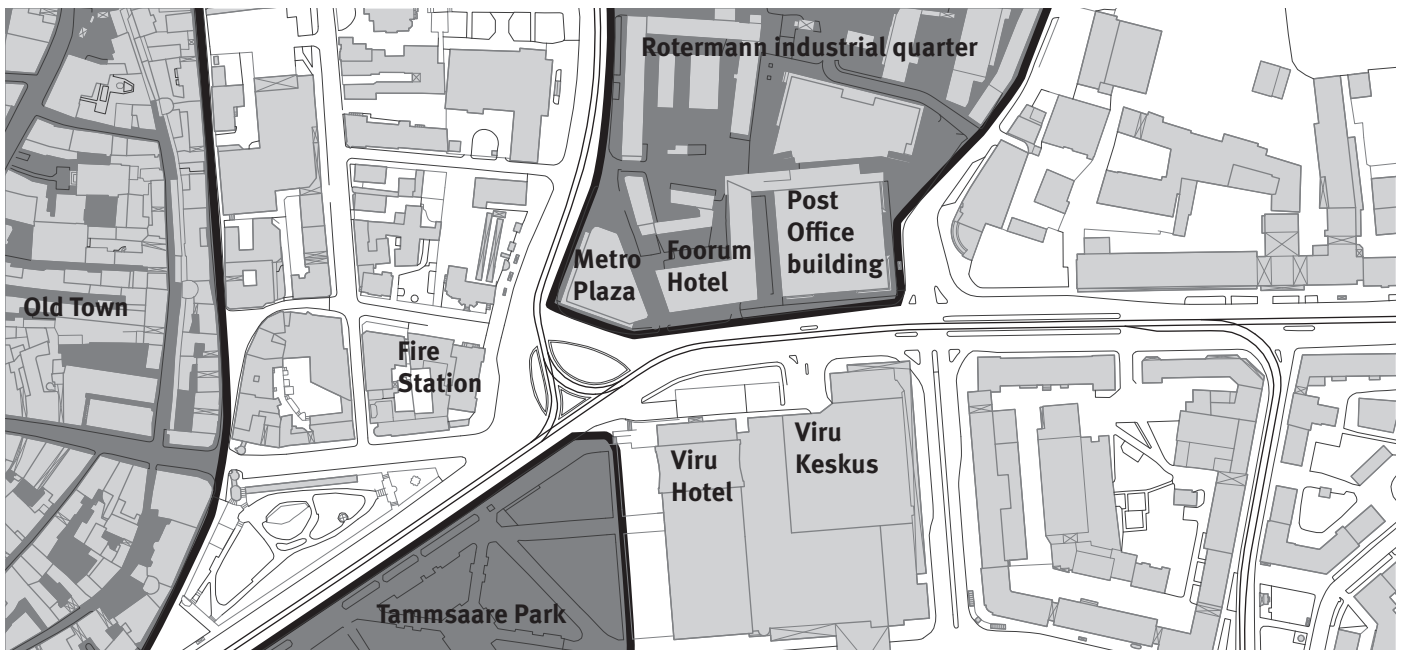 Rotermann industrial quarter
Post
Office
building
Metro
Plaza
Foorum
Hotel
Old Town
Fire
Station
Viru
Keskus
Viru
Hotel
Tammsaare Park